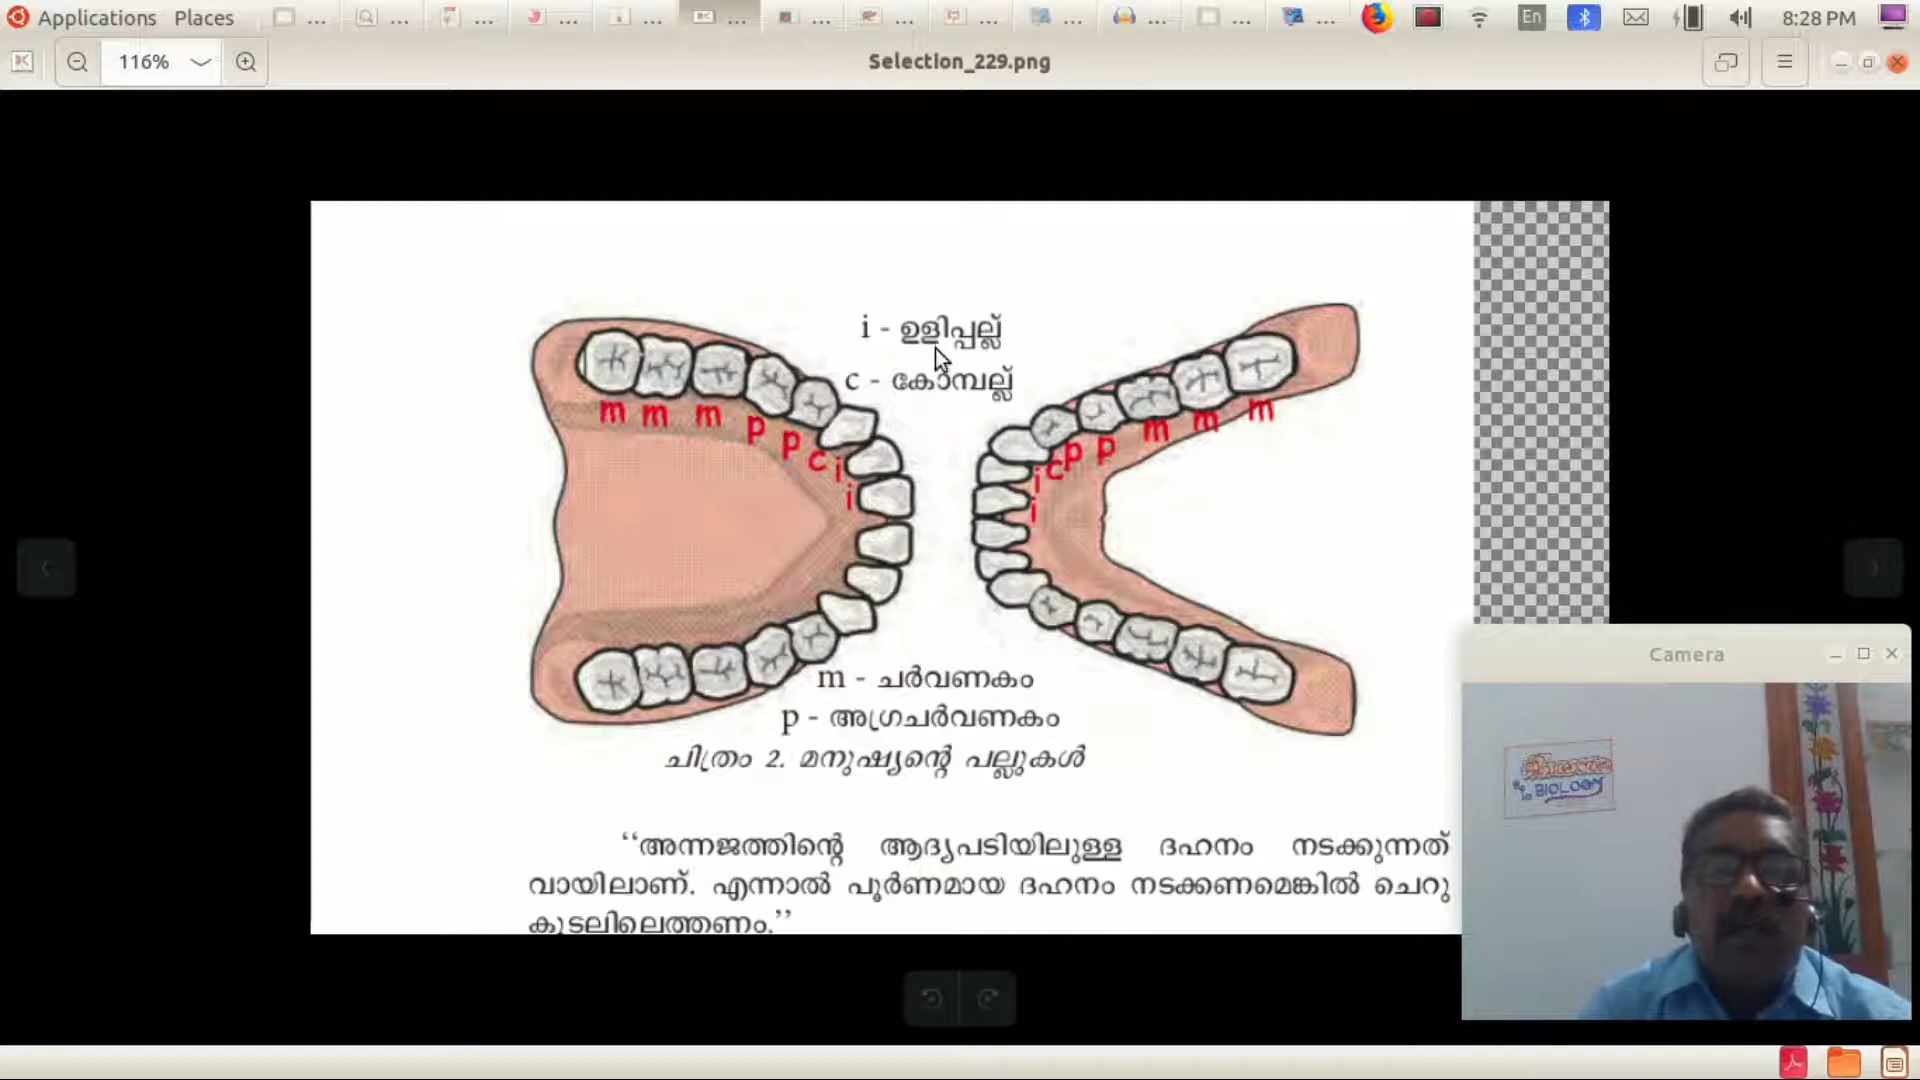 Applications Places ... ... ... ... ... ... ... ... ... ... ... ... ... En 8:28 PM
116% Selection_229.png
i - ഉളിപ്പല്ല്
c - കോമ്പല്ല്
m m m p p c i i
i i c p p m m m
m - ചർവണകം
p - അഗ്രചർവണകം
ചിത്രം 2. മനുഷ്യന്റെ പല്ലുകൾ
“അന്നജത്തിന്റെ ആദ്യപടിയിലുള്ള ദഹനം നടക്കുന്നത്
വായിലാണ്. എന്നാൽ പൂർണമായ ദഹനം നടക്കണമെങ്കിൽ ചെറു
കുടലിലെത്തണം.”
Camera
BIOLOGY